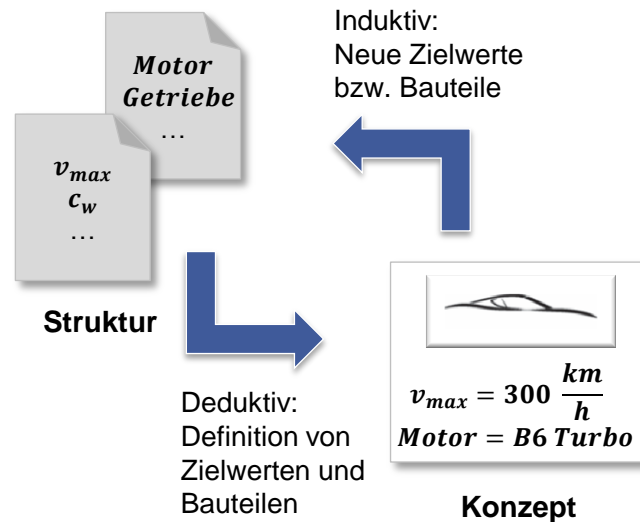 Induktiv:
Neue Zielwerte
bzw. Bauteile
Motor
Getriebe
…
v_max
c_w
…
Struktur
Deduktiv:
Definition von
Zielwerten und
Bauteilen
v_max = 300 km/h
Motor = B6 Turbo
Konzept